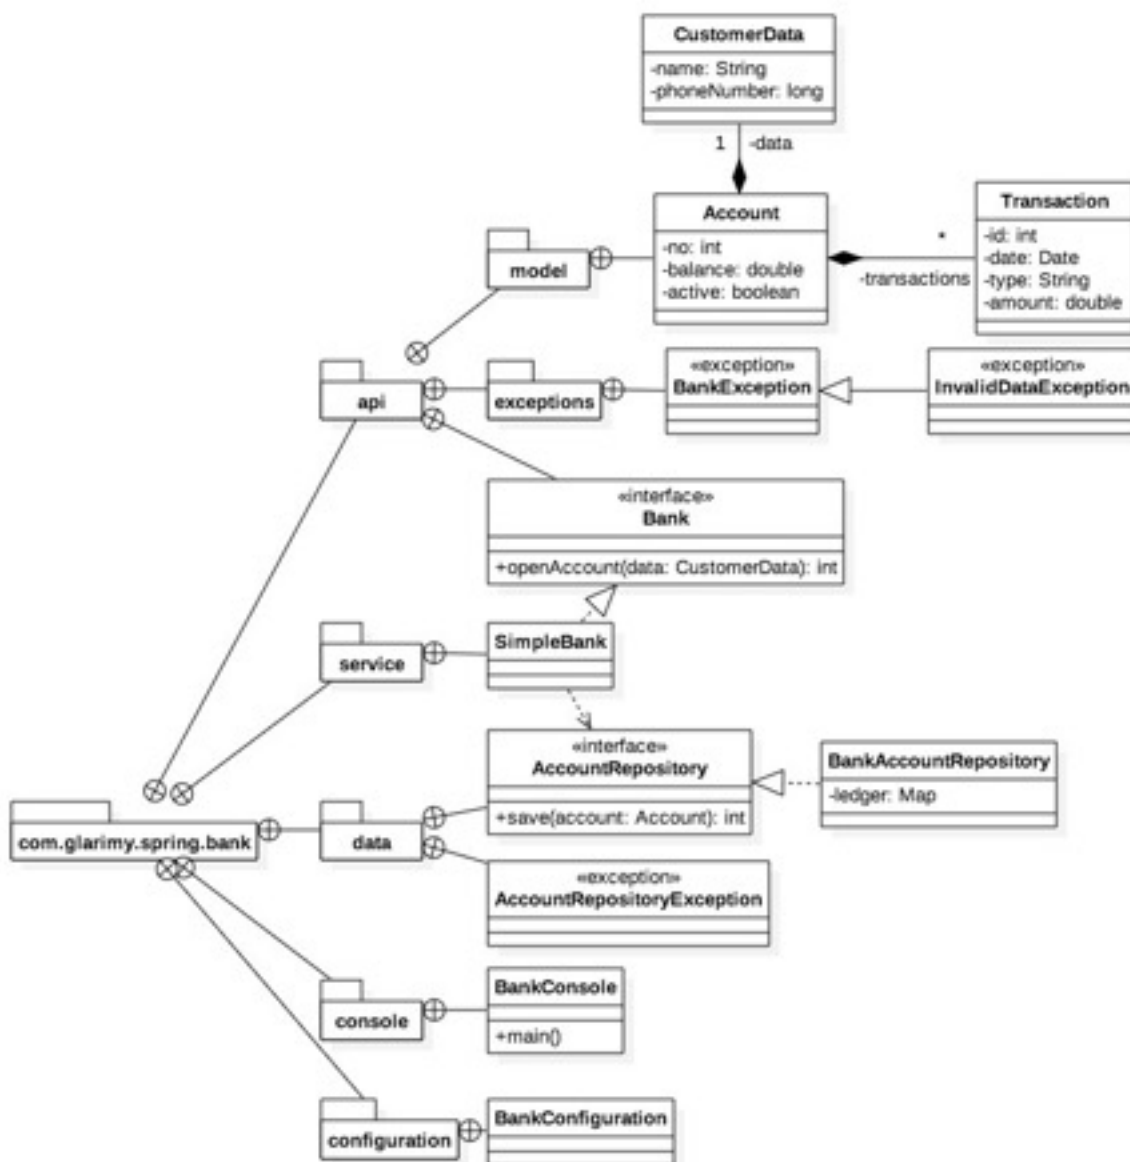 CustomerData
-name: String
-phoneNumber: long
1
-data
Account
-no: int
-balance: double
-active: boolean
*
-transactions
Transaction
-id: int
-date: Date
-type: String
-amount: double
model
api
exceptions
«exception»
BankException
«exception»
InvalidDataException
«interface»
Bank
+openAccount(data: CustomerData): int
service
SimpleBank
«interface»
AccountRepository
+save(account: Account): int
BankAccountRepository
-ledger: Map
com.glarimy.spring.bank
data
«exception»
AccountRepositoryException
console
BankConsole
+main()
configuration
BankConfiguration